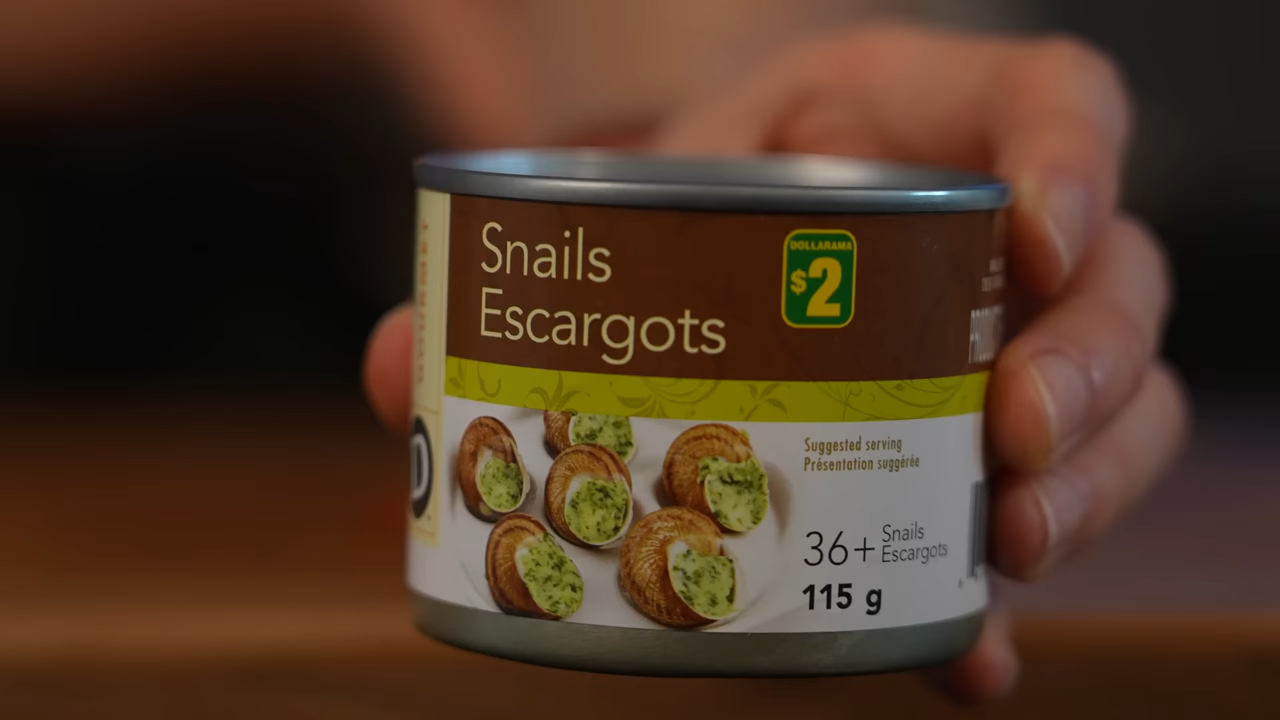 Snails
Escargots
DOLLARAMA
$2
Suggested serving
Présentation suggérée
36+ Snails
Escargots
115 g